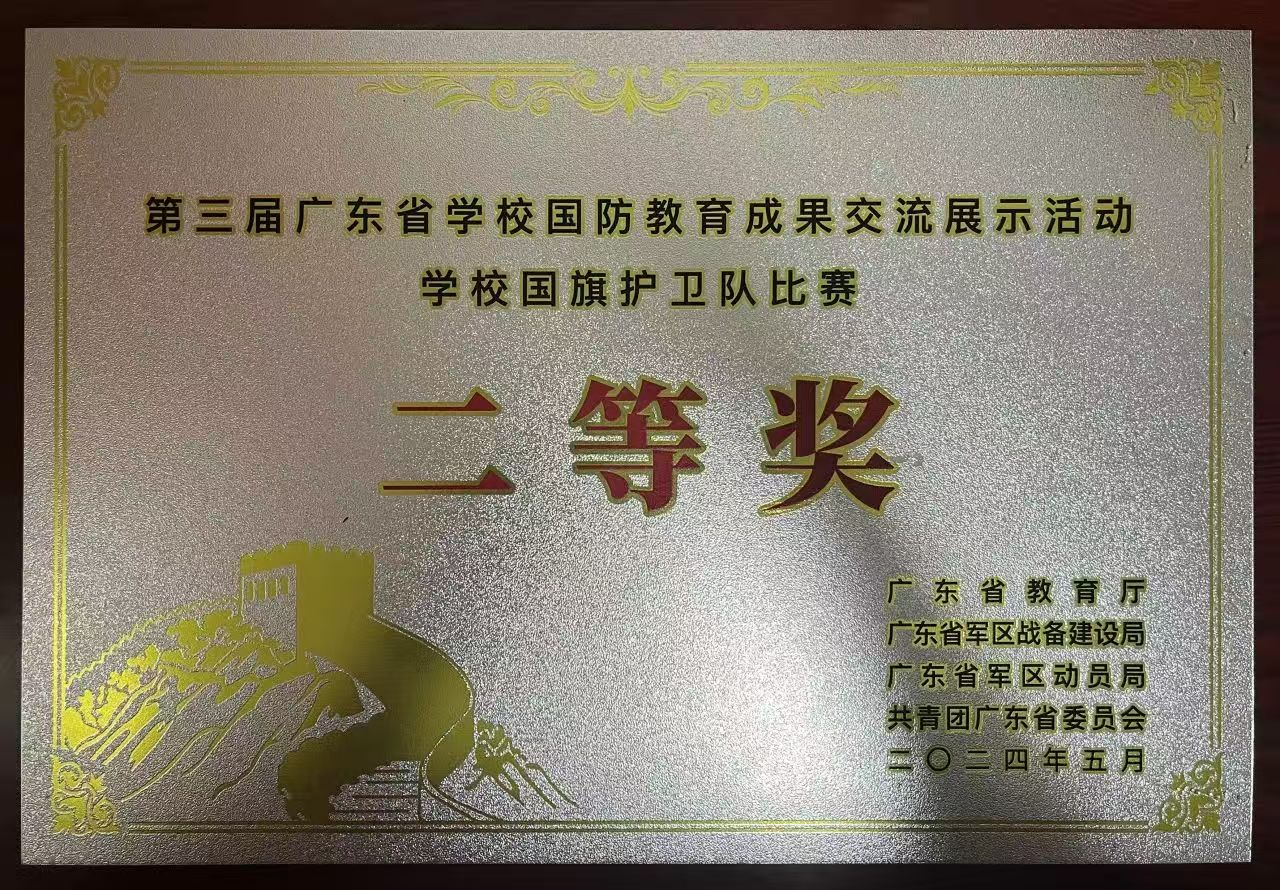 第三届广东省学校国防教育成果交流展示活动
学校国旗护卫队比赛
二等奖
广东省教育厅
广东省军区战备建设局
广东省军区动员局
共青团广东省委员会
二〇二四年五月